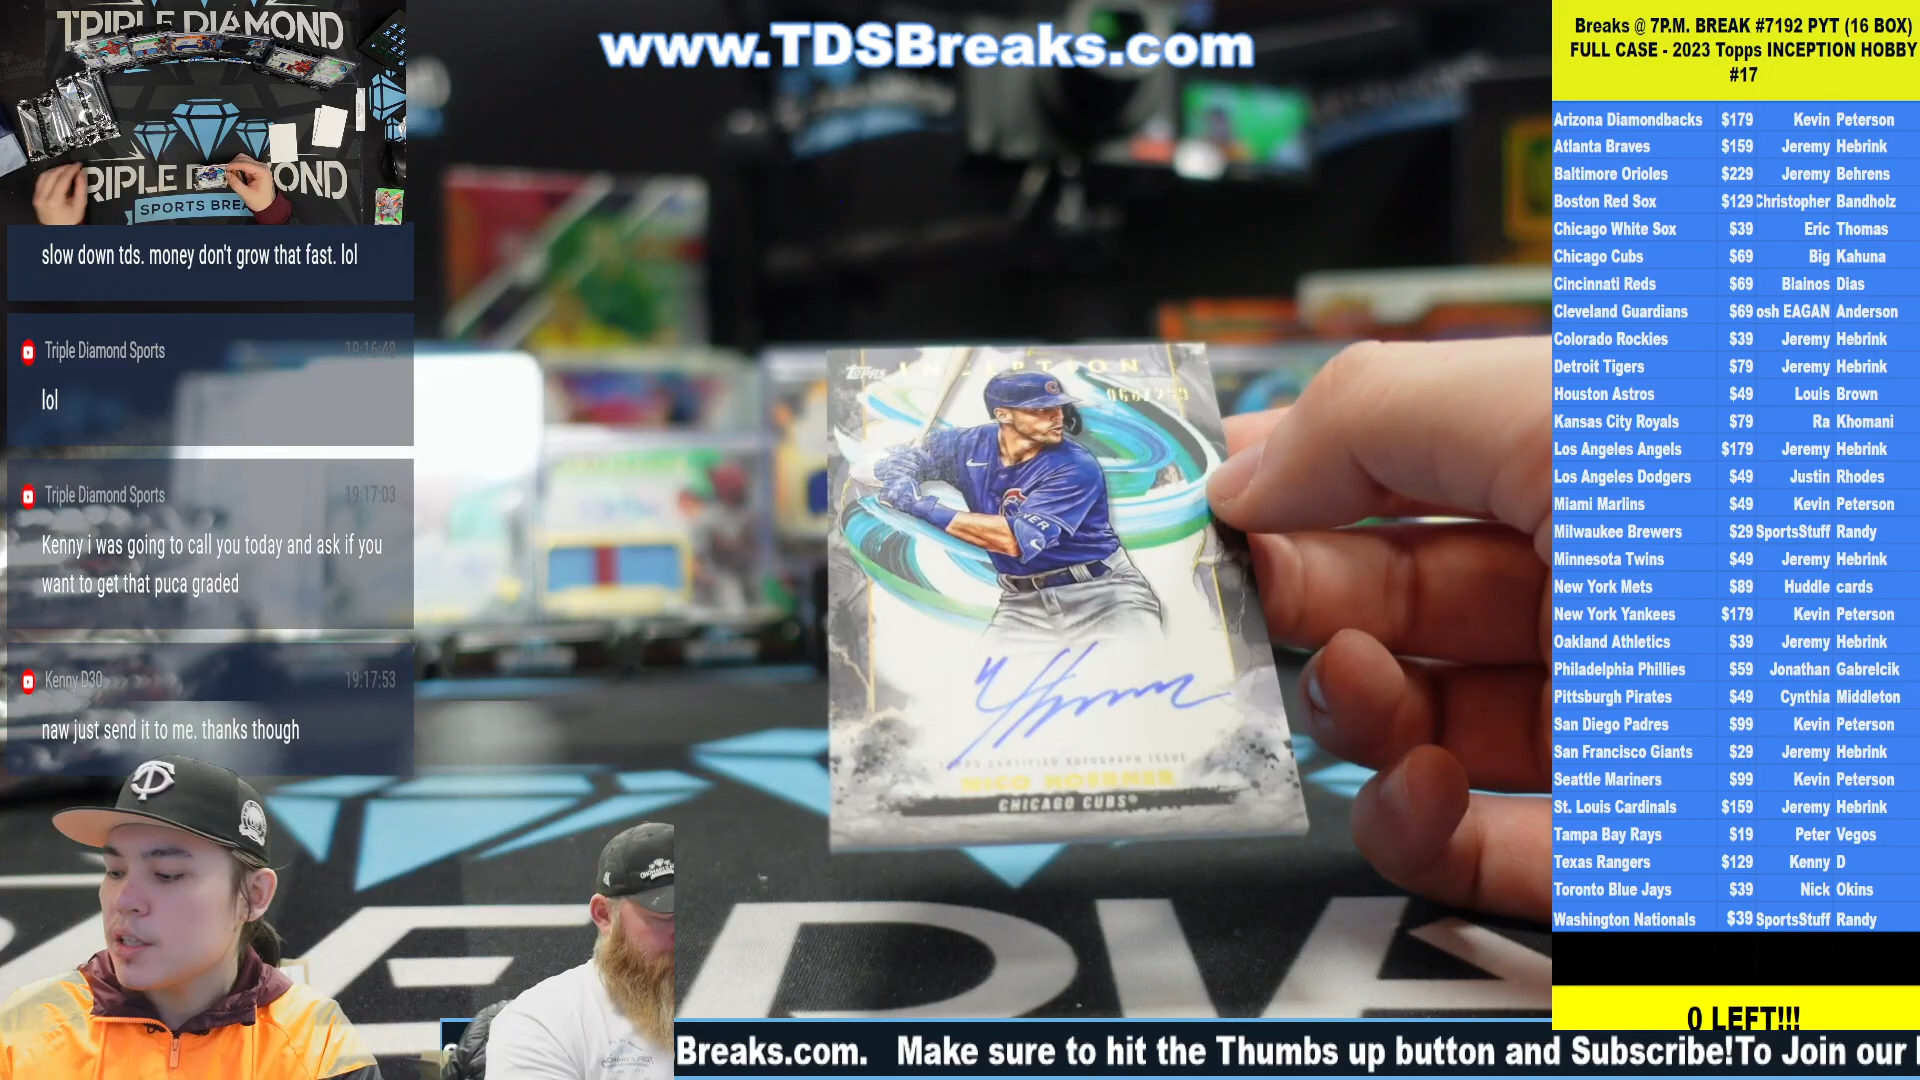 TRIPLE DIAMOND
TRIPLE DIAMOND
SPORTS BREA
www.TDSBreaks.com
slow down tds. money don't grow that fast. lol
Triple Diamond Sports 19:16:48
lol
Triple Diamond Sports 19:17:03
Kenny i was going to call you today and ask if you
want to get that puca graded
Kenny D30 19:17:53
naw just send it to me. thanks though
Topps INCEPTION
TOPPS CERTIFIED AUTOGRAPH ISSUE
NICO HOERNER
CHICAGO CUBS®
Breaks @ 7P.M. BREAK #7192 PYT (16 BOX)
FULL CASE - 2023 Topps INCEPTION HOBBY
#17
Arizona Diamondbacks $179 Kevin Peterson
Atlanta Braves $159 Jeremy Hebrink
Baltimore Orioles $229 Jeremy Behrens
Boston Red Sox $129 Christopher Bandholz
Chicago White Sox $39 Eric Thomas
Chicago Cubs $69 Big Kahuna
Cincinnati Reds $69 Blainos Dias
Cleveland Guardians $69 osh EAGAN Anderson
Colorado Rockies $39 Jeremy Hebrink
Detroit Tigers $79 Jeremy Hebrink
Houston Astros $49 Louis Brown
Kansas City Royals $79 Ra Khomani
Los Angeles Angels $179 Jeremy Hebrink
Los Angeles Dodgers $49 Justin Rhodes
Miami Marlins $49 Kevin Peterson
Milwaukee Brewers $29 SportsStuff Randy
Minnesota Twins $49 Jeremy Hebrink
New York Mets $89 Huddle cards
New York Yankees $179 Kevin Peterson
Oakland Athletics $39 Jeremy Hebrink
Philadelphia Phillies $59 Jonathan Gabrelcik
Pittsburgh Pirates $49 Cynthia Middleton
San Diego Padres $99 Kevin Peterson
San Francisco Giants $29 Jeremy Hebrink
Seattle Mariners $99 Kevin Peterson
St. Louis Cardinals $159 Jeremy Hebrink
Tampa Bay Rays $19 Peter Vegos
Texas Rangers $129 Kenny D
Toronto Blue Jays $39 Nick Okins
Washington Nationals $39 SportsStuff Randy
0 LEFT!!!
Breaks.com. Make sure to hit the Thumbs up button and Subscribe!To Join our